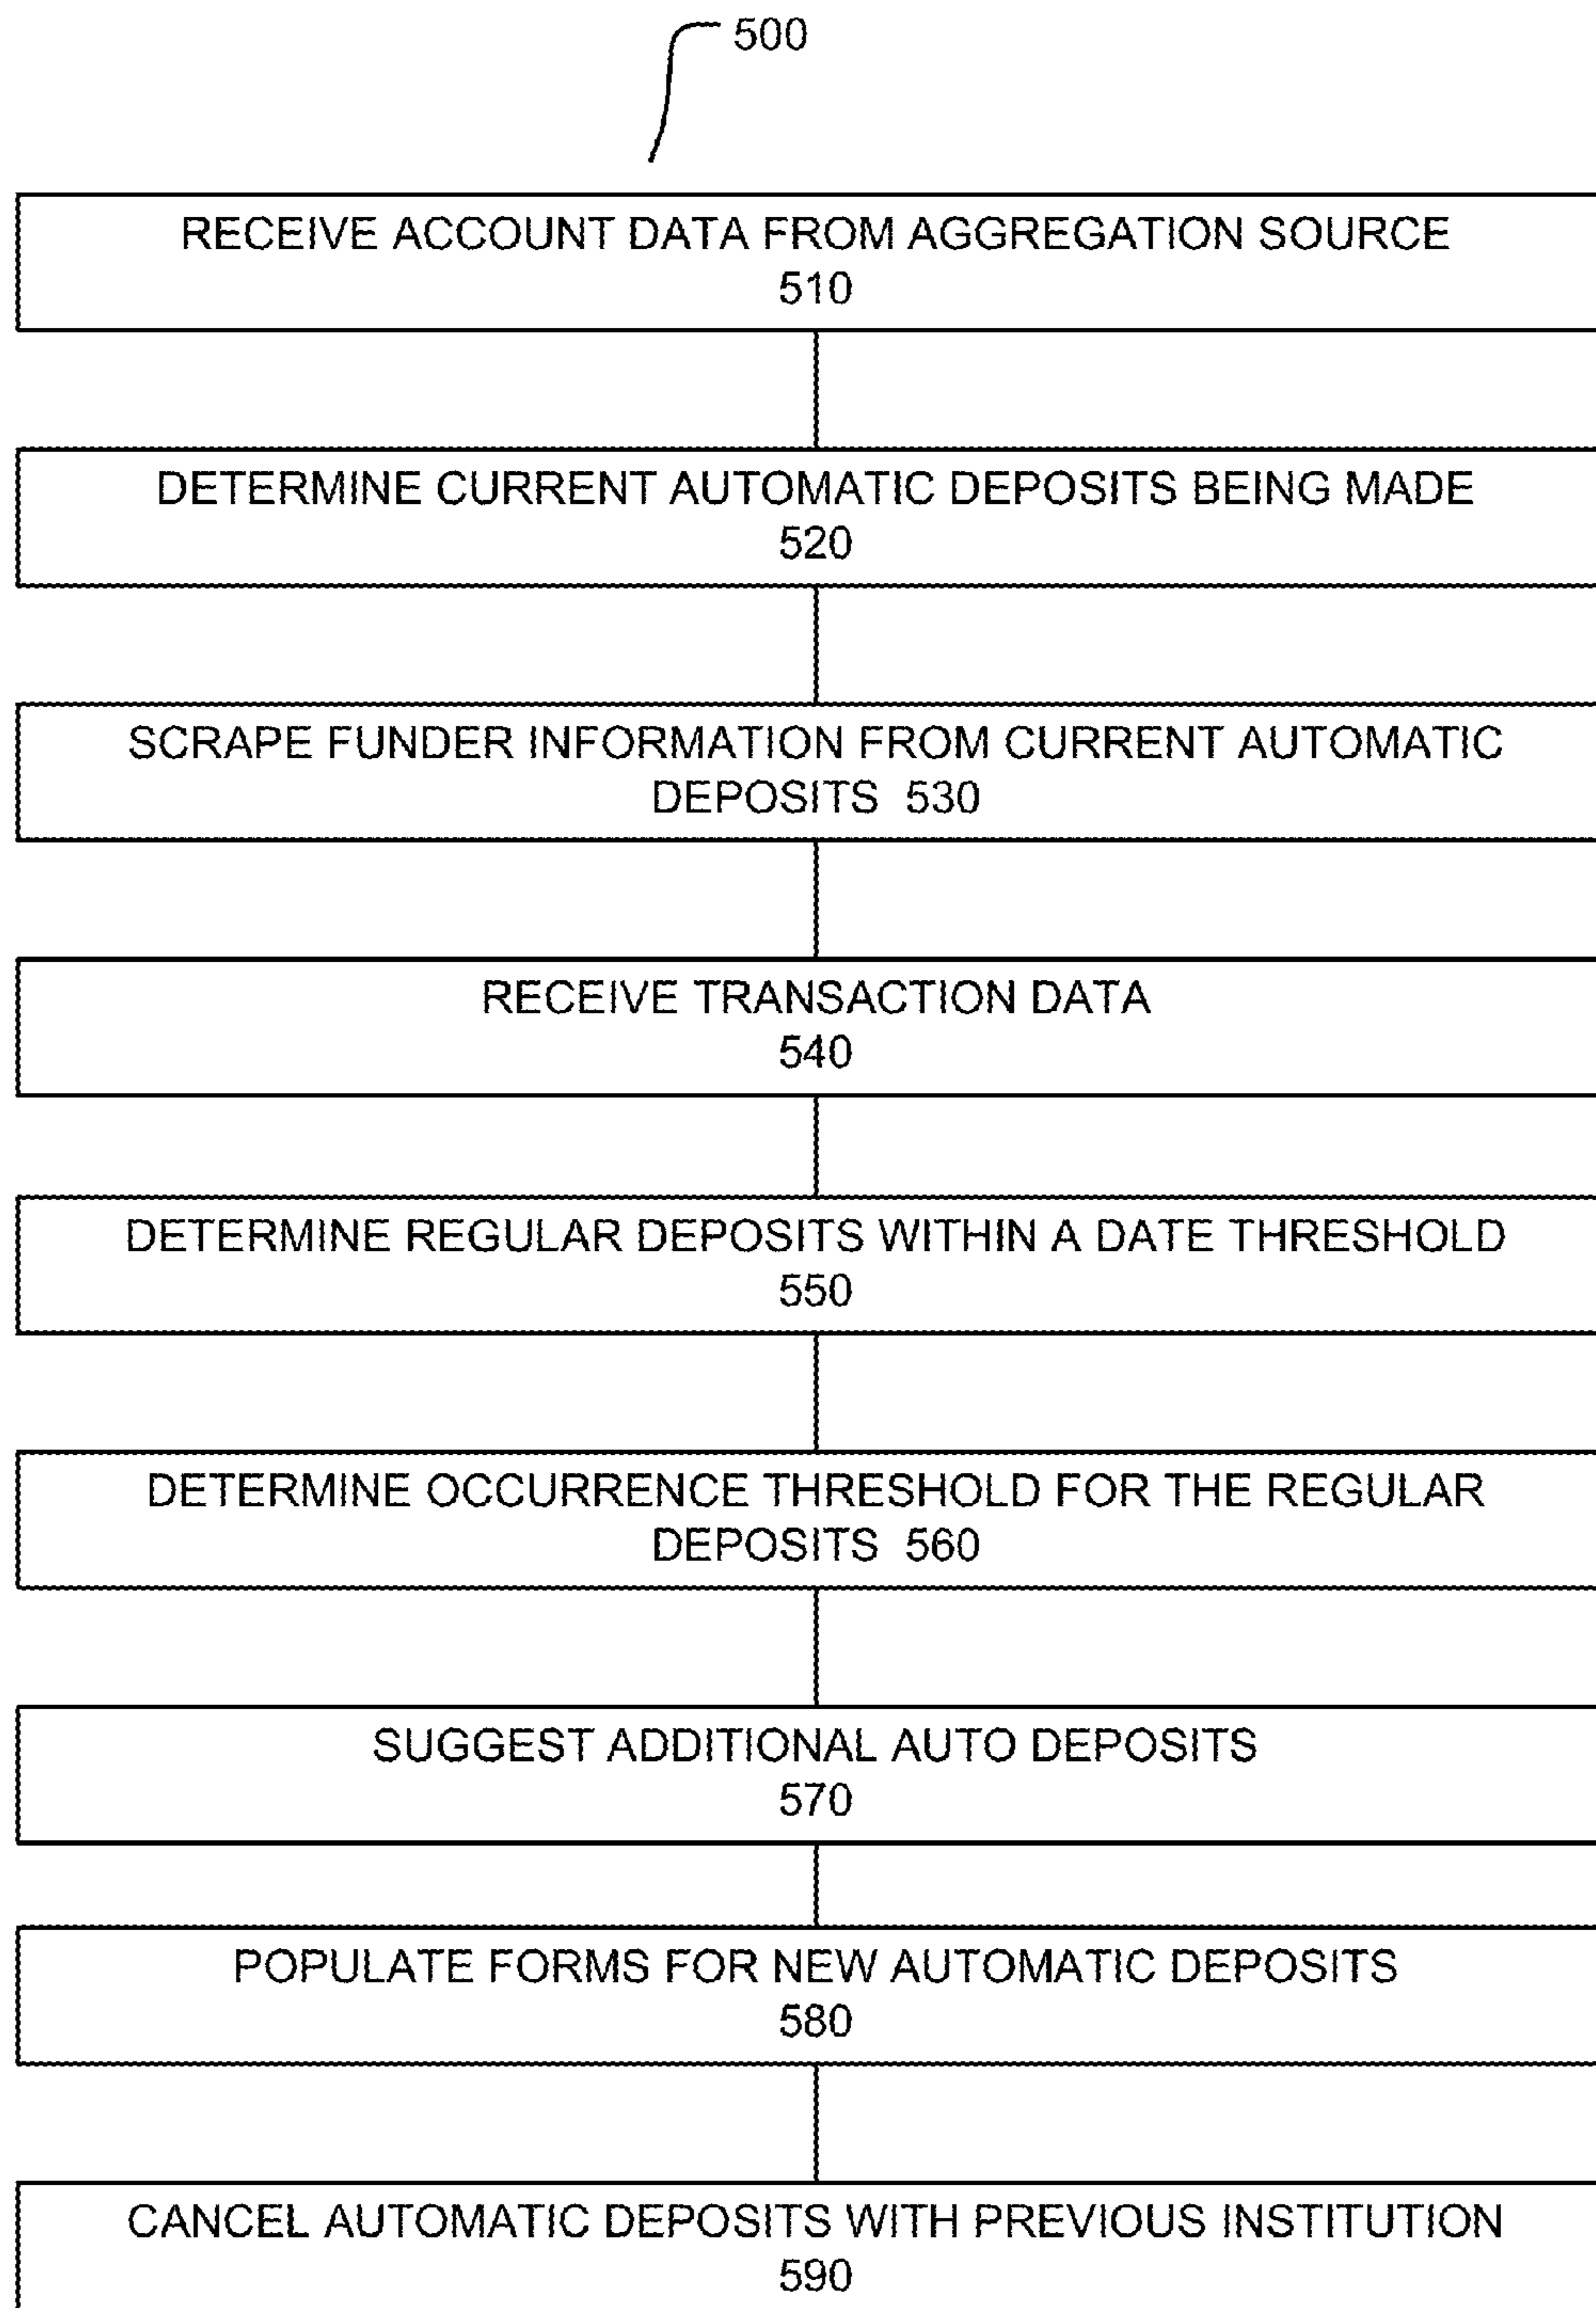 500
RECEIVE ACCOUNT DATA FROM AGGREGATION SOURCE
510
DETERMINE CURRENT AUTOMATIC DEPOSITS BEING MADE
520
SCRAPE FUNDER INFORMATION FROM CURRENT AUTOMATIC
DEPOSITS 530
RECEIVE TRANSACTION DATA
540
DETERMINE REGULAR DEPOSITS WITHIN A DATE THRESHOLD
550
DETERMINE OCCURRENCE THRESHOLD FOR THE REGULAR
DEPOSITS 560
SUGGEST ADDITIONAL AUTO DEPOSITS
570
POPULATE FORMS FOR NEW AUTOMATIC DEPOSITS
580
CANCEL AUTOMATIC DEPOSITS WITH PREVIOUS INSTITUTION
590